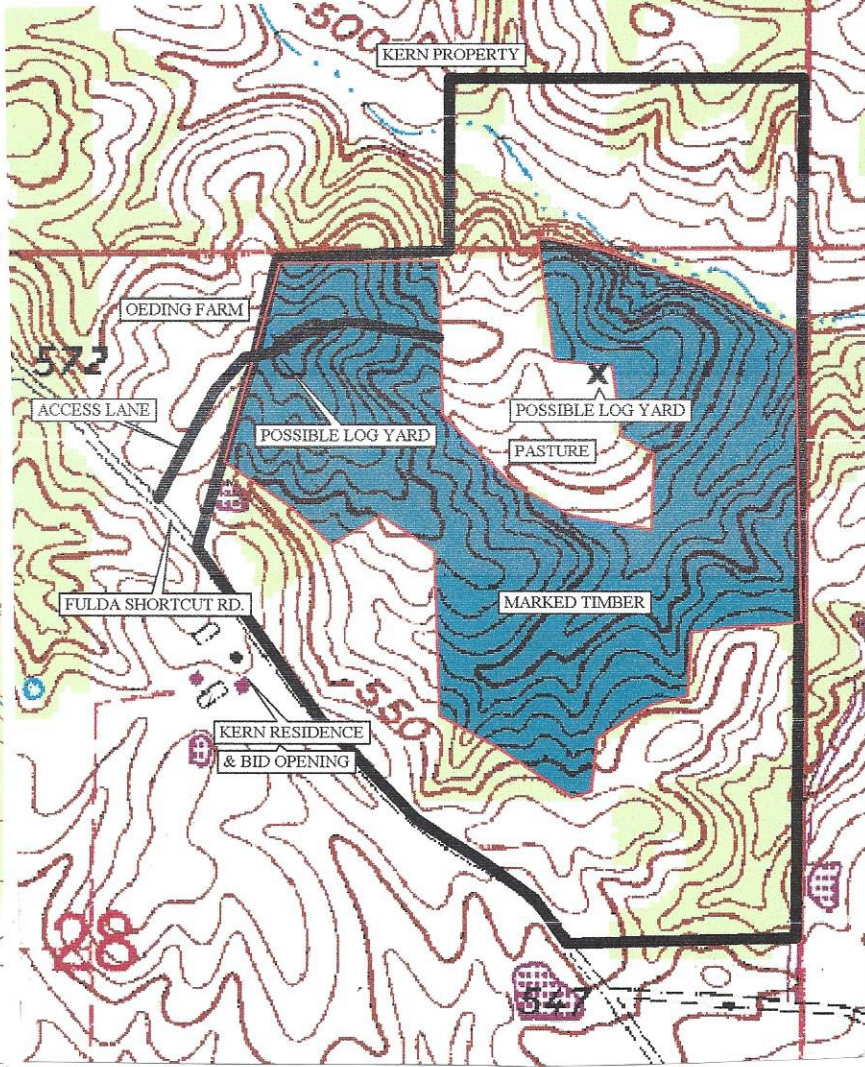 500
KERN PROPERTY
OEDING FARM
572
ACCESS LANE
POSSIBLE LOG YARD
X
POSSIBLE LOG YARD
PASTURE
FULDA SHORTCUT RD.
MARKED TIMBER
550
KERN RESIDENCE
& BID OPENING
28
547